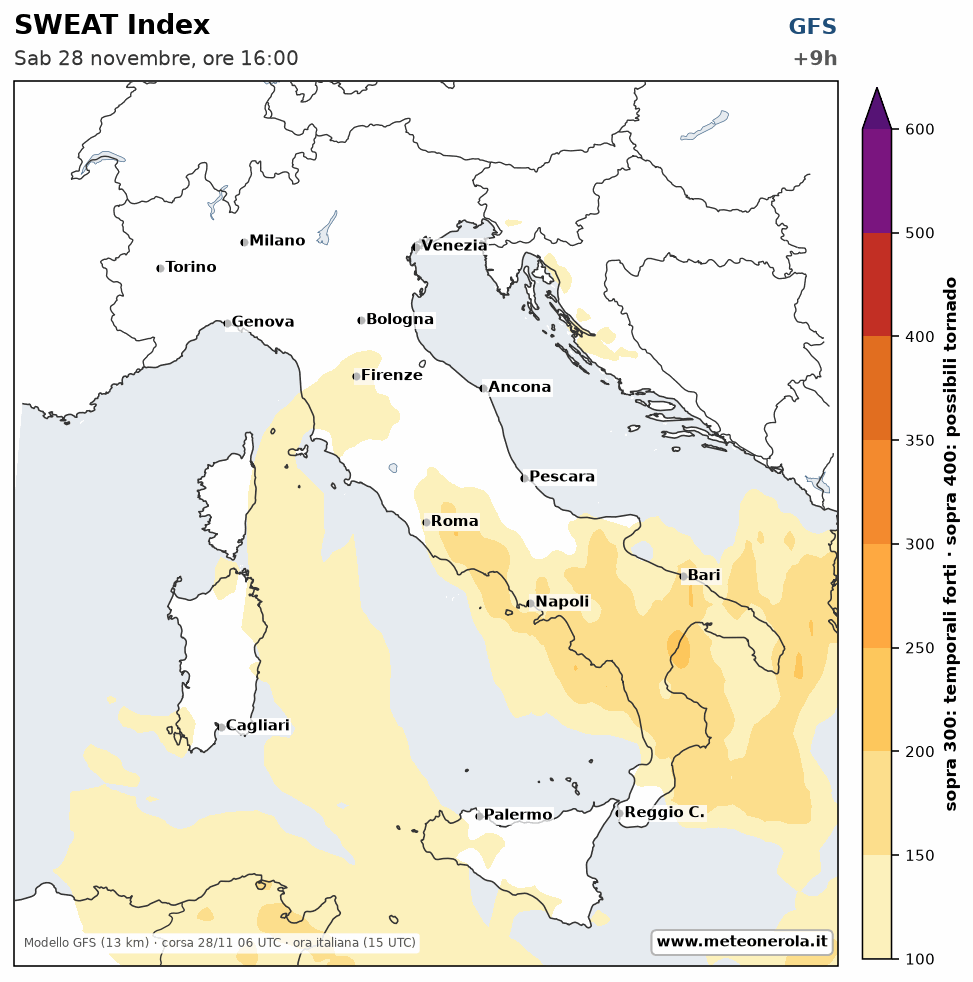 SWEAT Index
GFS
Sab 28 novembre, ore 16:00
+9h
Milano
Venezia
Torino
Genova
Bologna
Firenze
Ancona
Pescara
Roma
Bari
Napoli
Cagliari
Palermo
Reggio C.
600
500
400
350
300
250
200
150
100
sopra 300: temporali forti · sopra 400: possibili tornado
Modello GFS (13 km) · corsa 28/11 06 UTC · ora italiana (15 UTC)
www.meteonerola.it